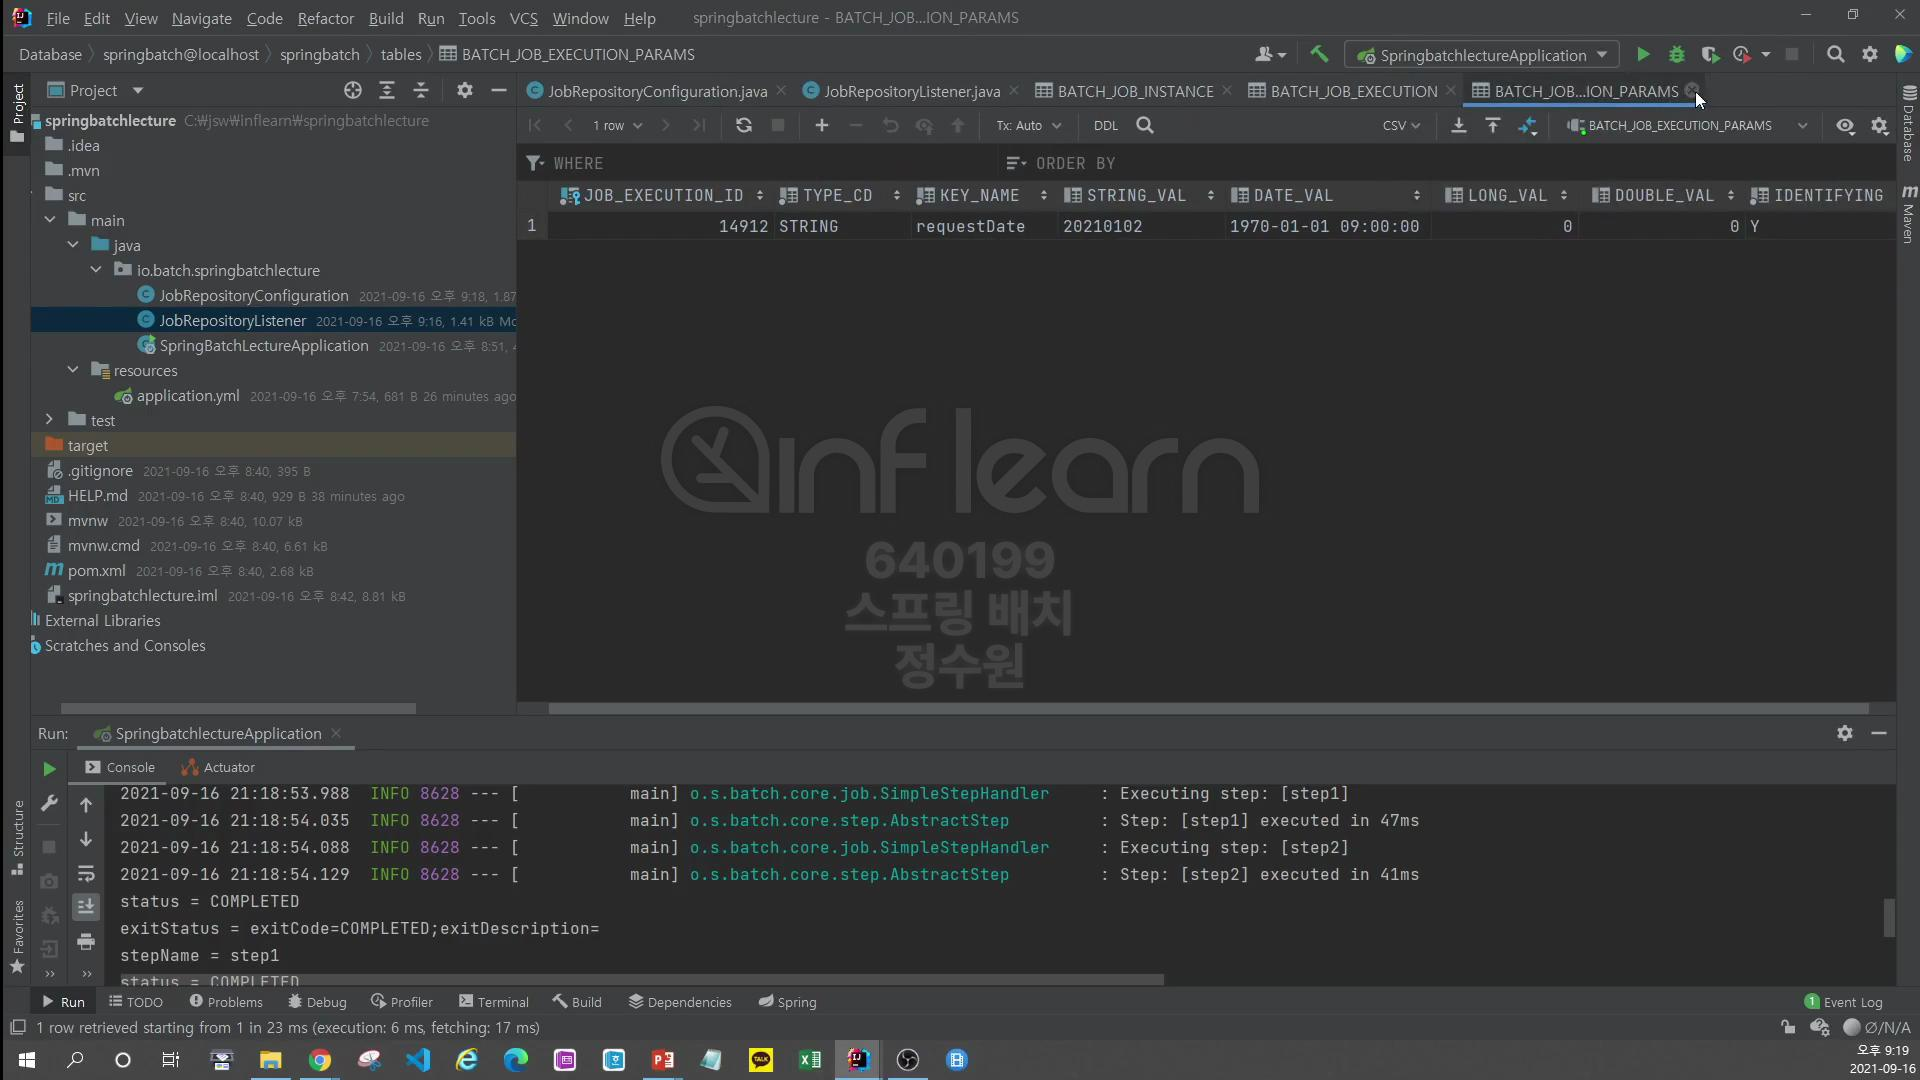 File Edit View Navigate Code Refactor Build Run Tools VCS Window Help springbatchlecture - BATCH_JOB...ION_PARAMS
Database springbatch@localhost springbatch tables BATCH_JOB_EXECUTION_PARAMS SpringbatchlectureApplication
Project JobRepositoryConfiguration.java JobRepositoryListener.java BATCH_JOB_INSTANCE BATCH_JOB_EXECUTION BATCH_JOB...ION_PARAMS
1 row Tx: Auto DDL CSV BATCH_JOB_EXECUTION_PARAMS
WHERE ORDER BY
JOB_EXECUTION_ID TYPE_CD KEY_NAME STRING_VAL DATE_VAL LONG_VAL DOUBLE_VAL IDENTIFYING
1 14912 STRING requestDate 20210102 1970-01-01 09:00:00 0 0 Y
springbatchlecture C:\jsw\inflearn\springbatchlecture
.idea
.mvn
src
main
java
io.batch.springbatchlecture
JobRepositoryConfiguration 2021-09-16 오후 9:18, 1.87
JobRepositoryListener 2021-09-16 오후 9:16, 1.41 kB Mo
SpringBatchLectureApplication 2021-09-16 오후 8:51, 4
resources
application.yml 2021-09-16 오후 7:54, 681 B 26 minutes ago
test
target
.gitignore 2021-09-16 오후 8:40, 395 B
HELP.md 2021-09-16 오후 8:40, 929 B 38 minutes ago
mvnw 2021-09-16 오후 8:40, 10.07 kB
mvnw.cmd 2021-09-16 오후 8:40, 6.61 kB
pom.xml 2021-09-16 오후 8:40, 2.68 kB
springbatchlecture.iml 2021-09-16 오후 8:42, 8.81 kB
External Libraries
Scratches and Consoles
inflearn
640199
스프링 배치
정수원
Project
Structure
Favorites
Database
Maven
Run: SpringbatchlectureApplication
Console Actuator
2021-09-16 21:18:53.988 INFO 8628 --- [ main] o.s.batch.core.job.SimpleStepHandler : Executing step: [step1]
2021-09-16 21:18:54.035 INFO 8628 --- [ main] o.s.batch.core.step.AbstractStep : Step: [step1] executed in 47ms
2021-09-16 21:18:54.088 INFO 8628 --- [ main] o.s.batch.core.job.SimpleStepHandler : Executing step: [step2]
2021-09-16 21:18:54.129 INFO 8628 --- [ main] o.s.batch.core.step.AbstractStep : Step: [step2] executed in 41ms
status = COMPLETED
exitStatus = exitCode=COMPLETED;exitDescription=
stepName = step1
status = COMPLETED
Run TODO Problems Debug Profiler Terminal Build Dependencies Spring 1 Event Log
1 row retrieved starting from 1 in 23 ms (execution: 6 ms, fetching: 17 ms) Ø/N/A
오후 9:19
2021-09-16